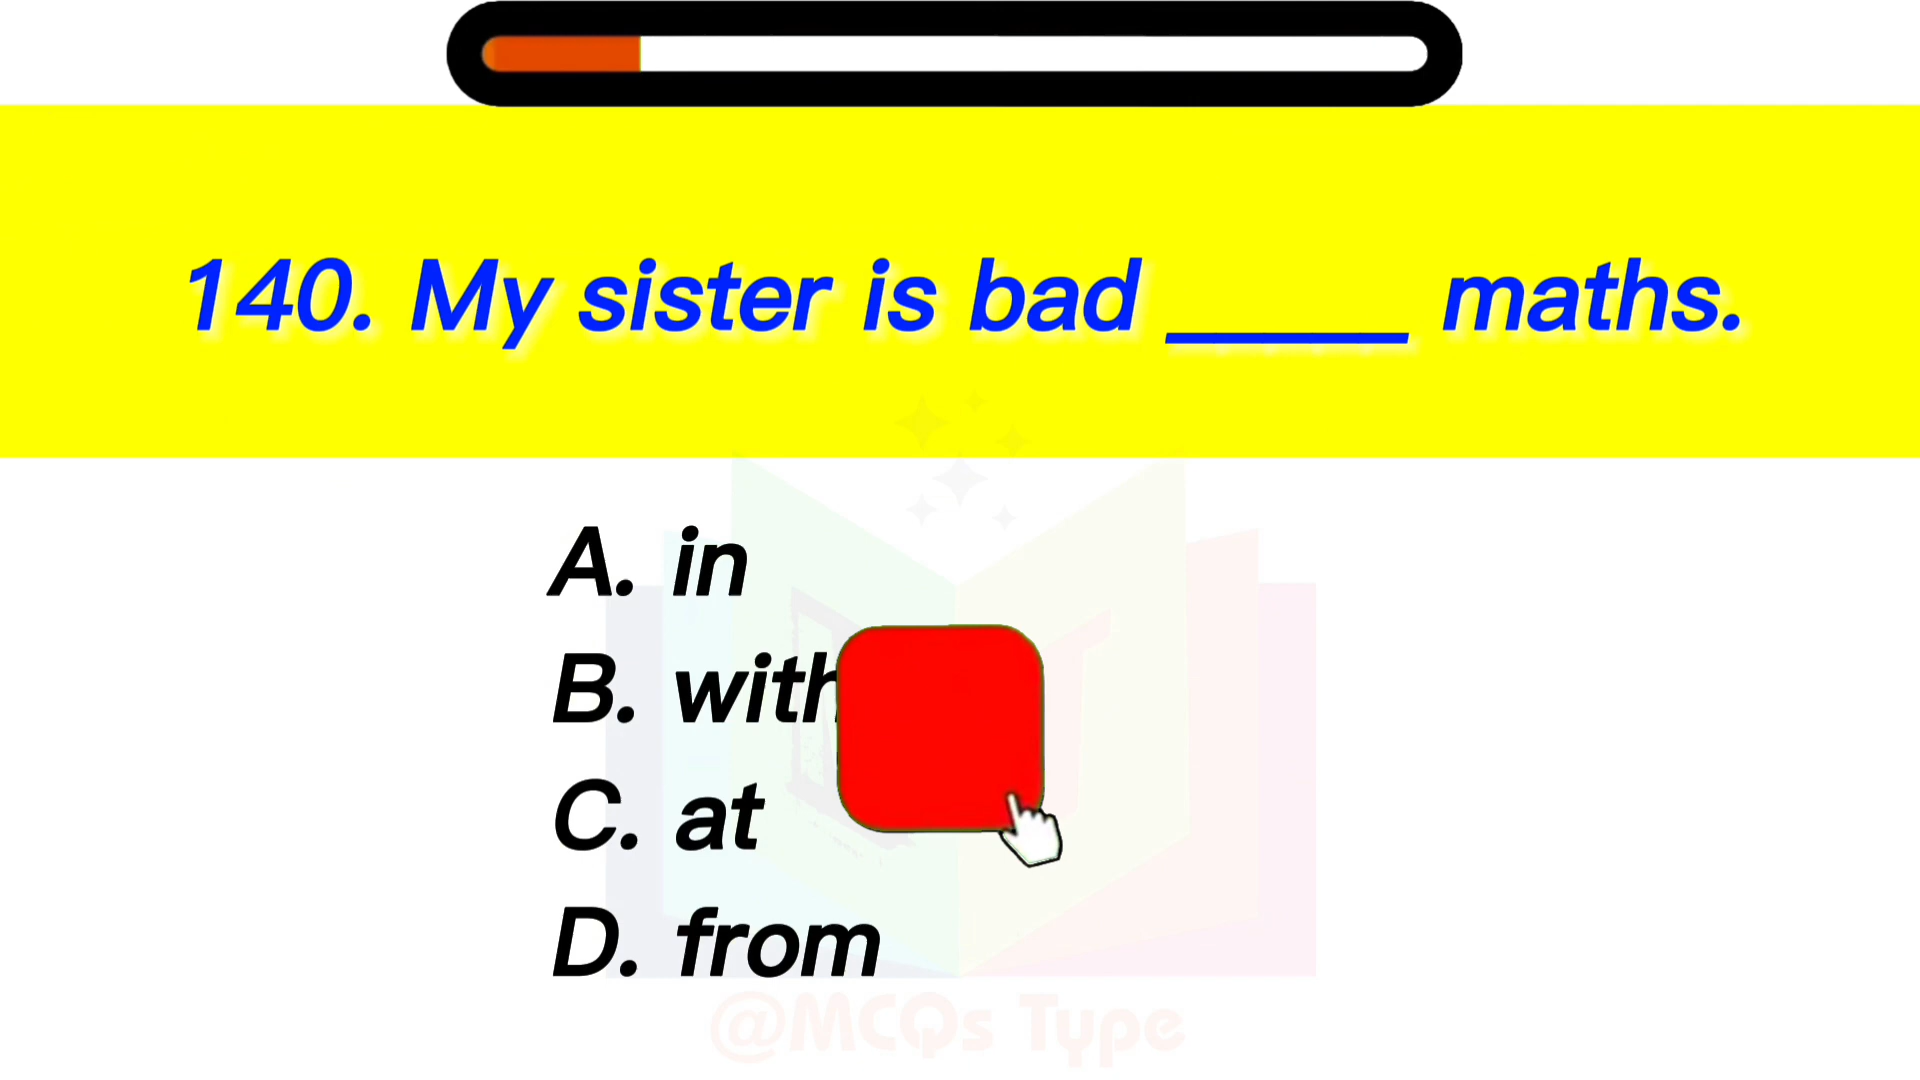 140. My sister is bad _____ maths.
A. in
B. with
C. at
D. from
@MCQs Type